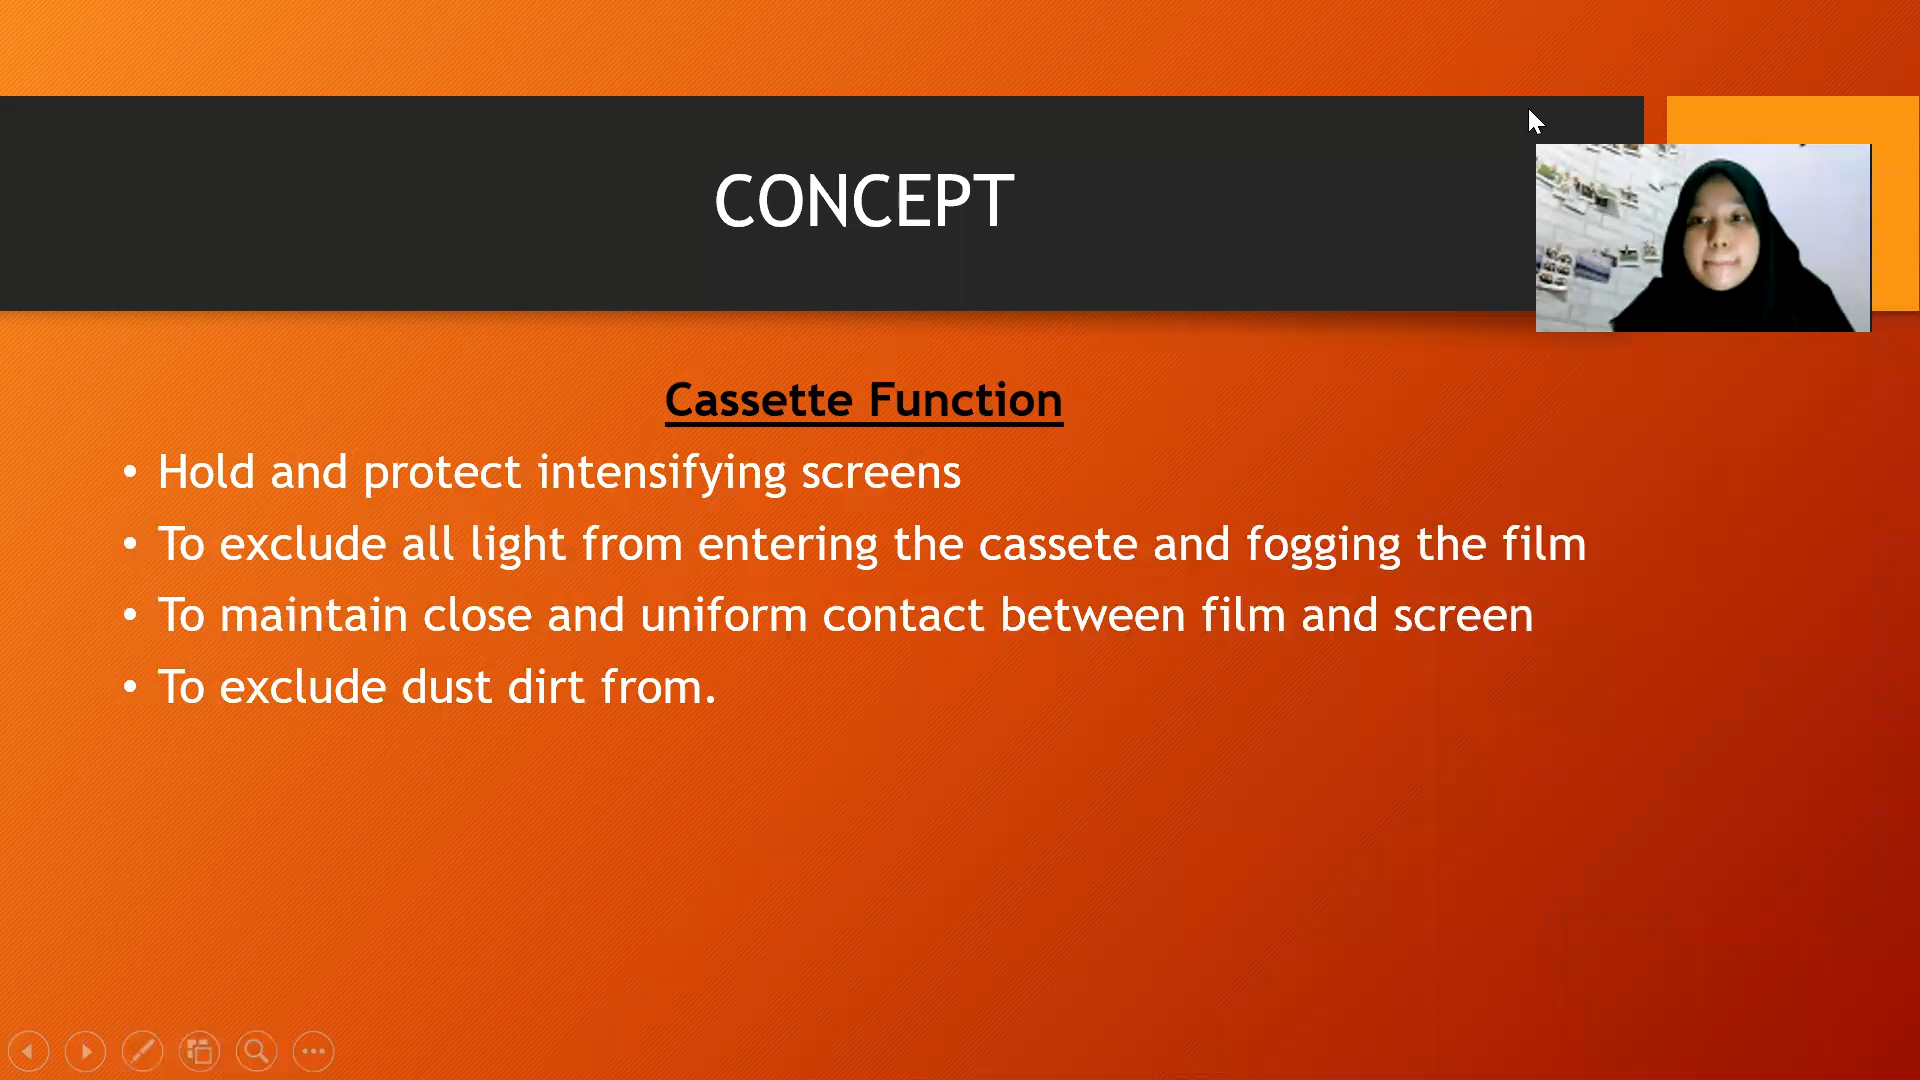 CONCEPT
Cassette Function
• Hold and protect intensifying screens
• To exclude all light from entering the cassete and fogging the film
• To maintain close and uniform contact between film and screen
• To exclude dust dirt from.